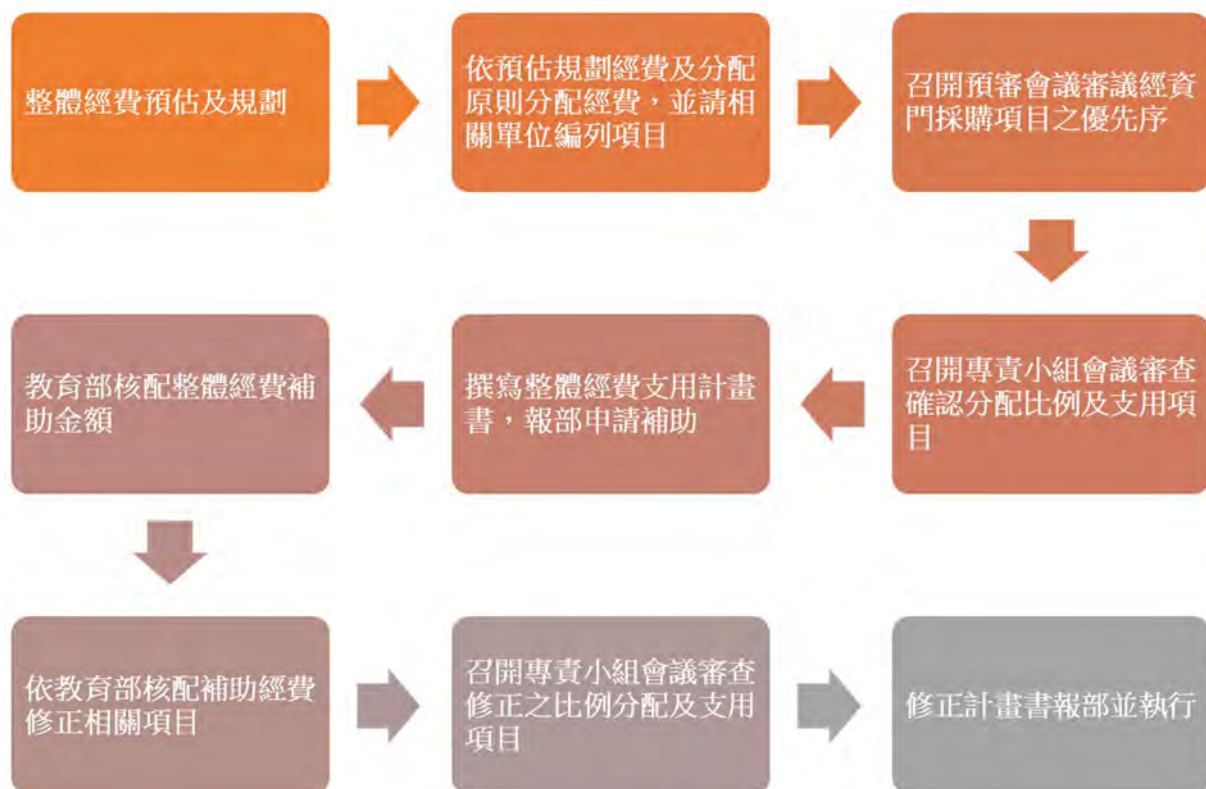 整體經費預估及規劃
依預估規劃經費及分配
原則分配經費，並請相
關單位編列項目
召開預審會議審議經資
門採購項目之優先序
召開專責小組會議審查
確認分配比例及支用項
目
撰寫整體經費支用計畫
書，報部申請補助
教育部核配整體經費補
助金額
依教育部核配補助經費
修正相關項目
召開專責小組會議審查
修正之比例分配及支用
項目
修正計畫書報部並執行